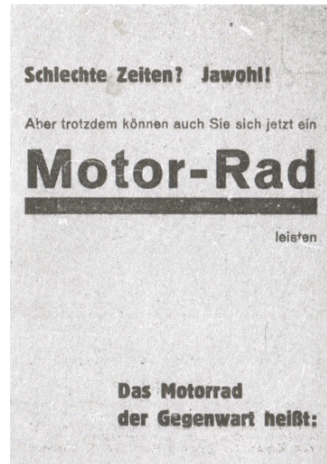 Schlechte Zeiten? Jawohl!
Aber trotzdem können auch Sie sich jetzt ein
Motor-Rad
leisten
Das Motorrad
der Gegenwart heißt: